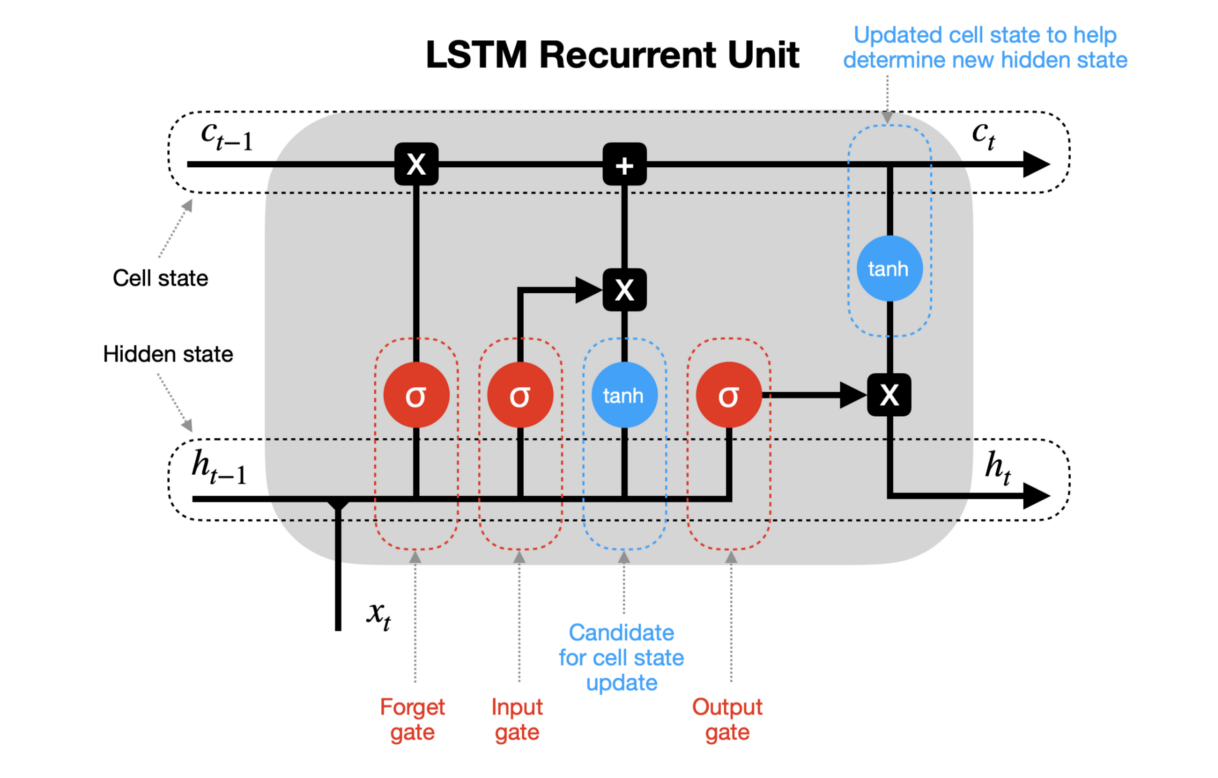 LSTM Recurrent Unit
Updated cell state to help
determine new hidden state
c_{t−1}
X
+
c_t
Cell state
tanh
X
Hidden state
σ
σ
tanh
σ
X
h_{t−1}
h_t
x_t
Candidate
for cell state
update
Forget
gate
Input
gate
Output
gate